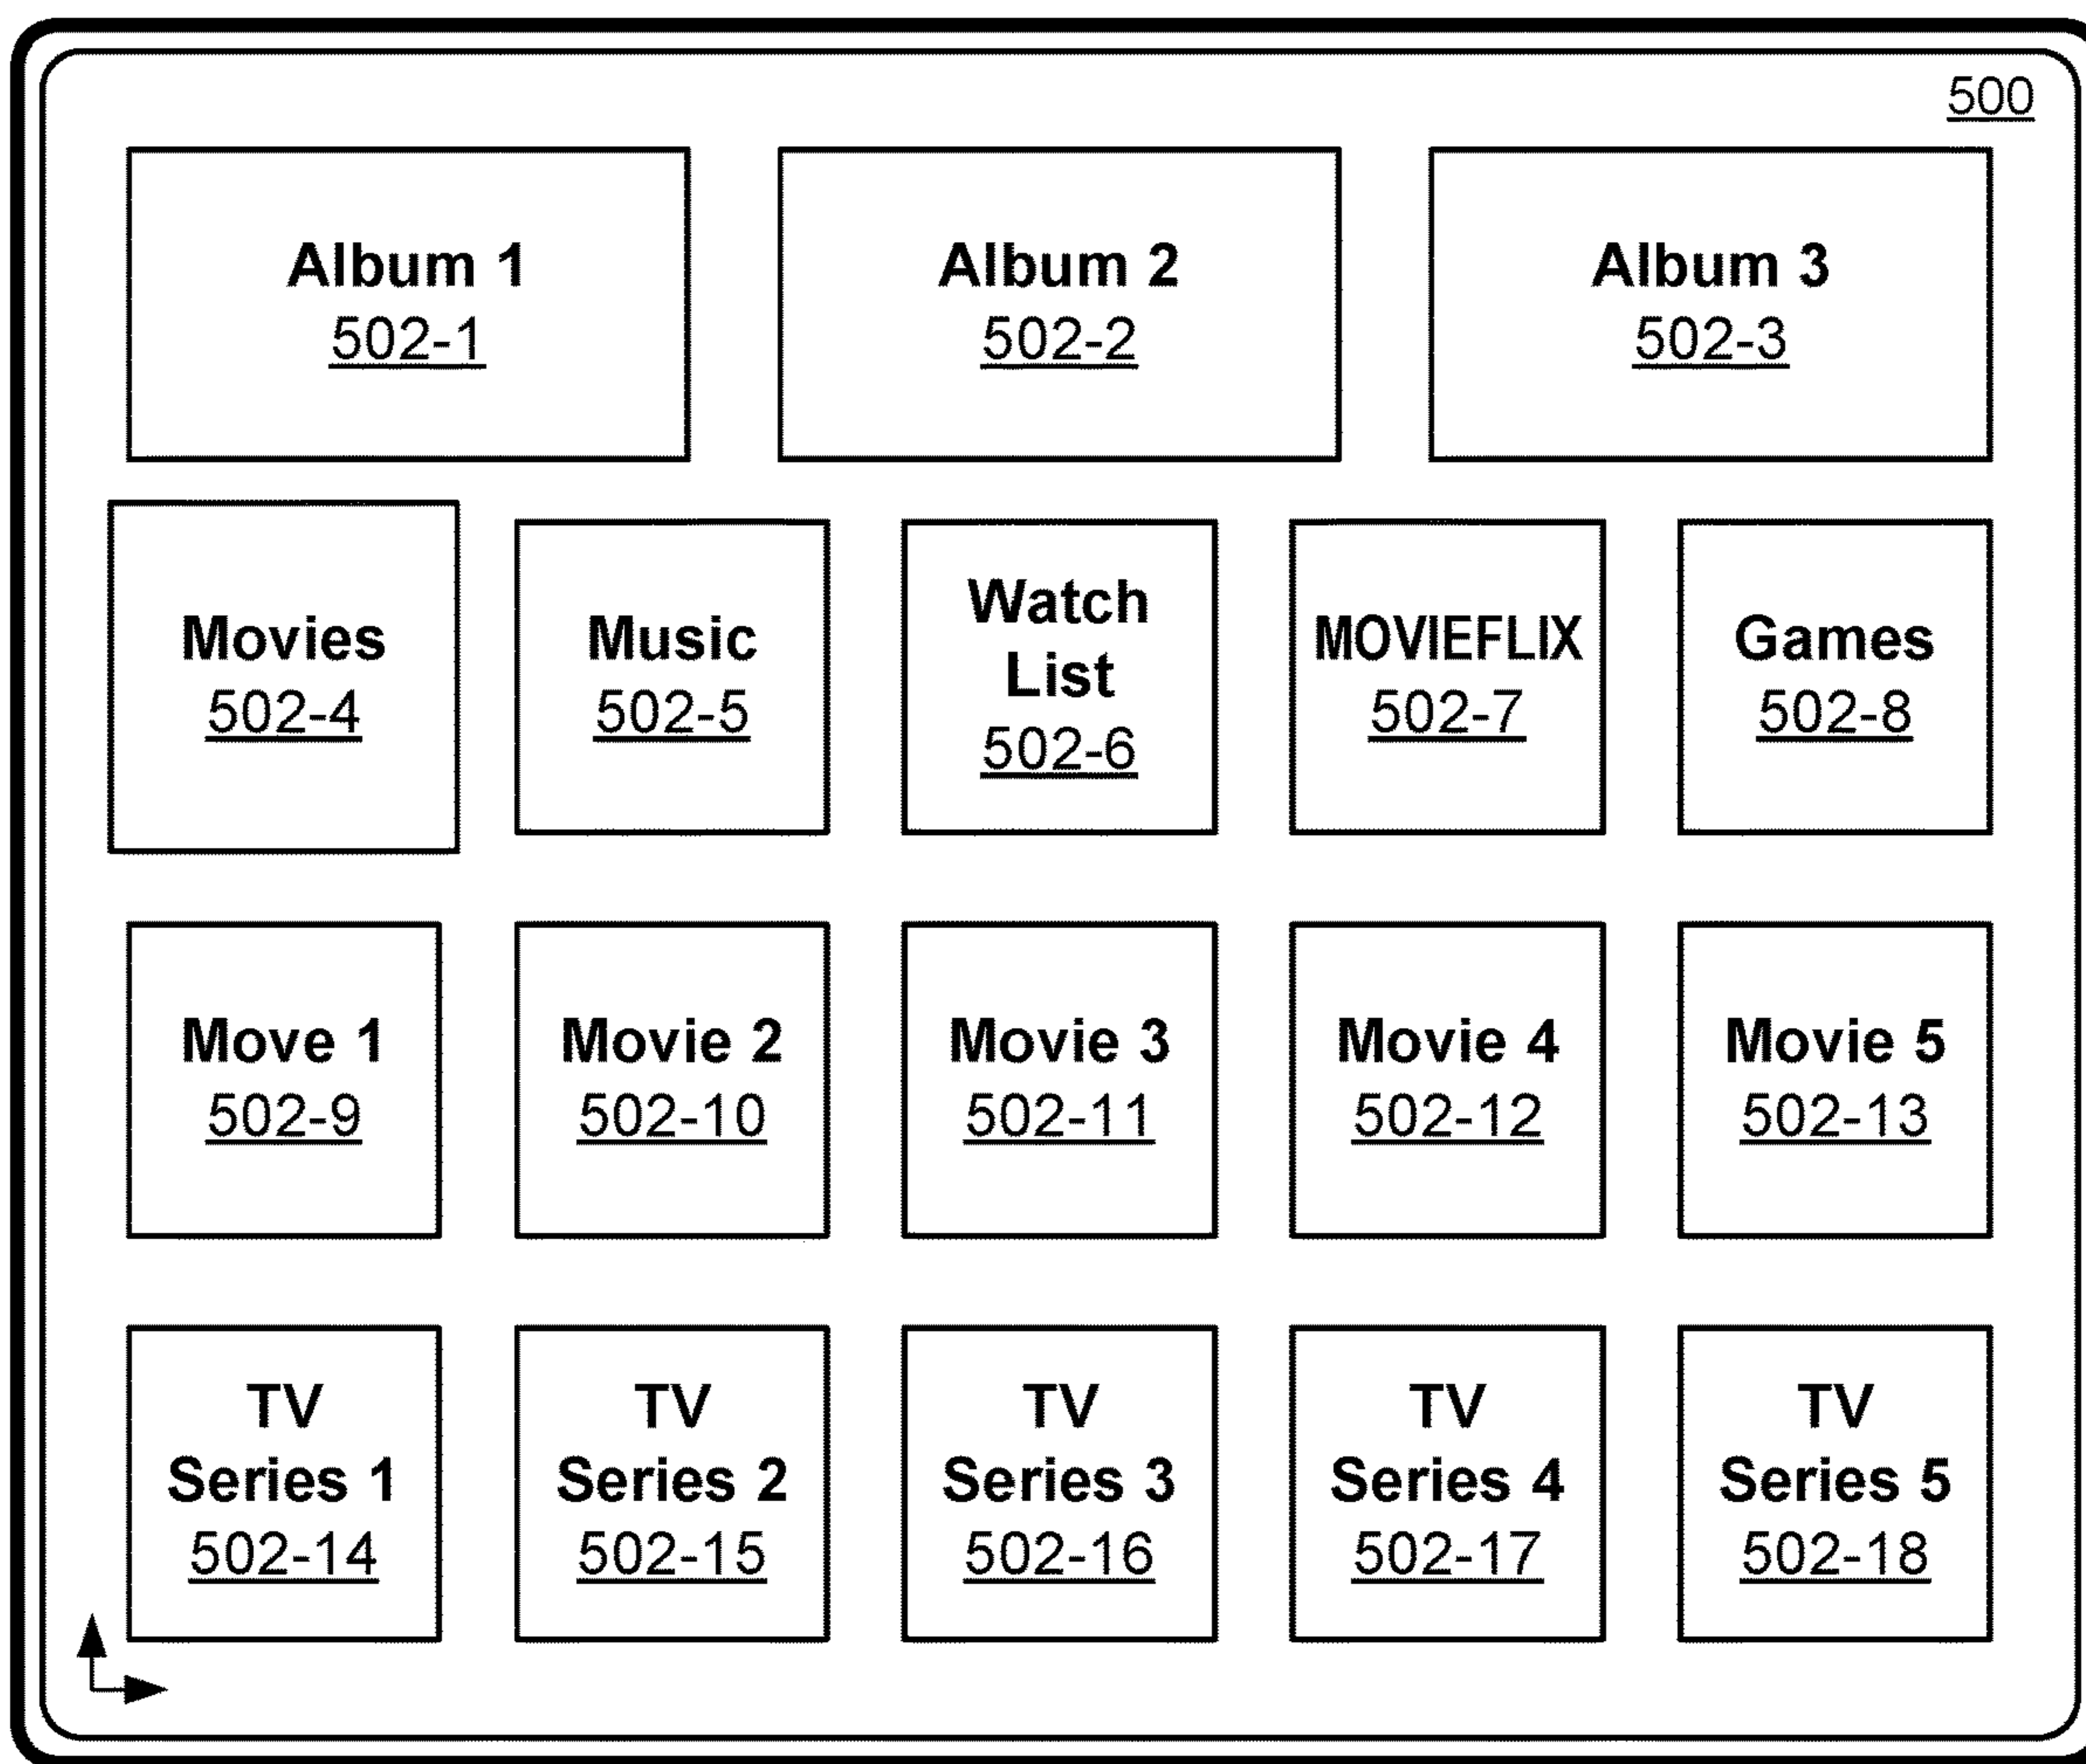 500
Album 1
502-1
Album 2
502-2
Album 3
502-3
Movies
502-4
Music
502-5
Watch
List
502-6
MOVIEFLIX
502-7
Games
502-8
Move 1
502-9
Movie 2
502-10
Movie 3
502-11
Movie 4
502-12
Movie 5
502-13
TV
Series 1
502-14
TV
Series 2
502-15
TV
Series 3
502-16
TV
Series 4
502-17
TV
Series 5
502-18